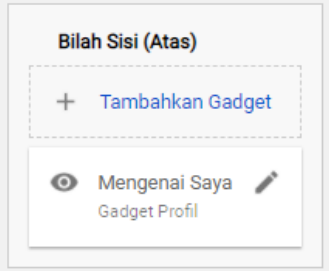 Bilah Sisi (Atas)
Tambahkan Gadget
Mengenai Saya
Gadget Profil